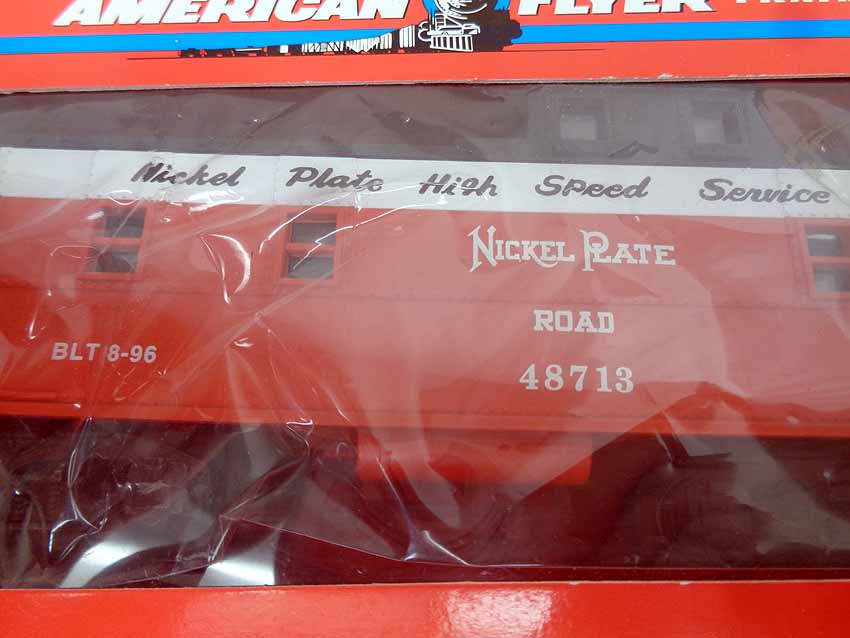 AMERICAN FLYER
Nickel Plate High Speed Service
NICKEL PLATE
ROAD
BLT 8-96
48713